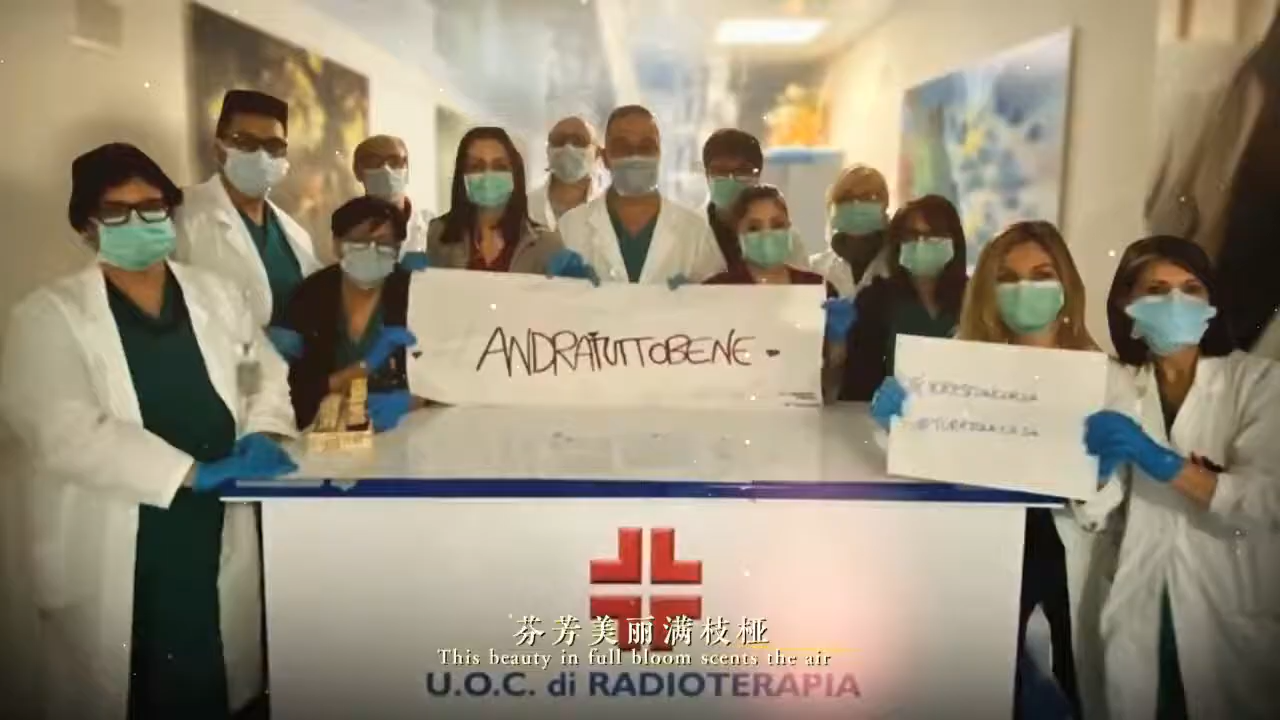 ANDRATUTTOBENE
芬芳美丽满枝桠
This beauty in full bloom scents the air
U.O.C. di RADIOTERAPIA